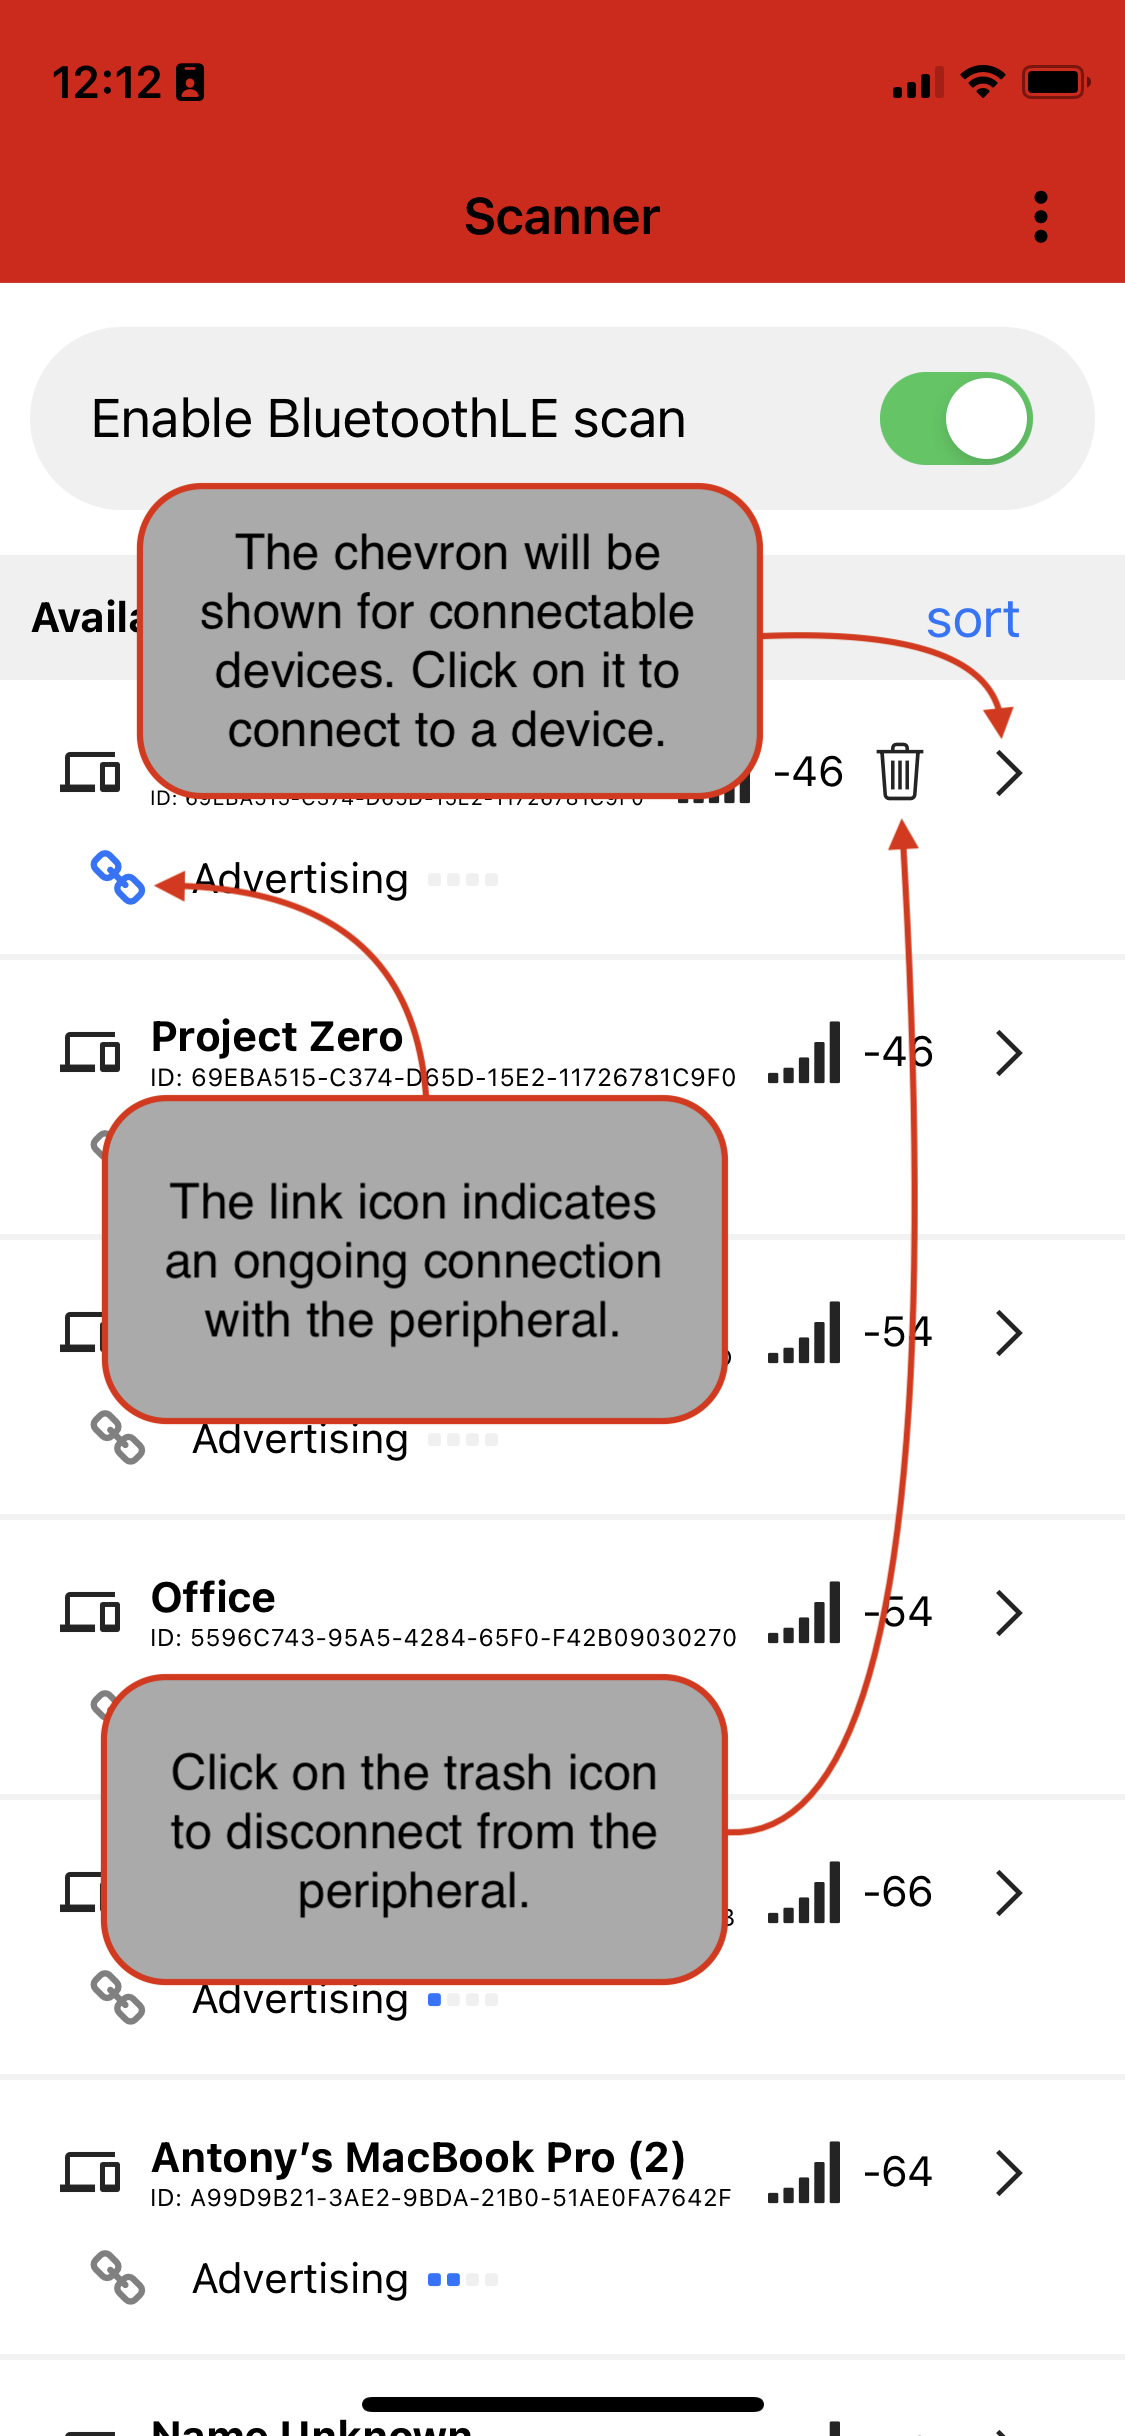 12:12
Scanner
Enable BluetoothLE scan
The chevron will be
shown for connectable
devices. Click on it to
connect to a device.
sort
-46
Advertising
Project Zero
ID: 69EBA515-C374-D65D-15E2-11726781C9F0
-46
The link icon indicates
an ongoing connection
with the peripheral.
-54
Advertising
Office
ID: 5596C743-95A5-4284-65F0-F42B09030270
-54
Click on the trash icon
to disconnect from the
peripheral.
-66
Advertising
Antony’s MacBook Pro (2)
ID: A99D9B21-3AE2-9BDA-21B0-51AE0FA7642F
-64
Advertising
Name Unknown